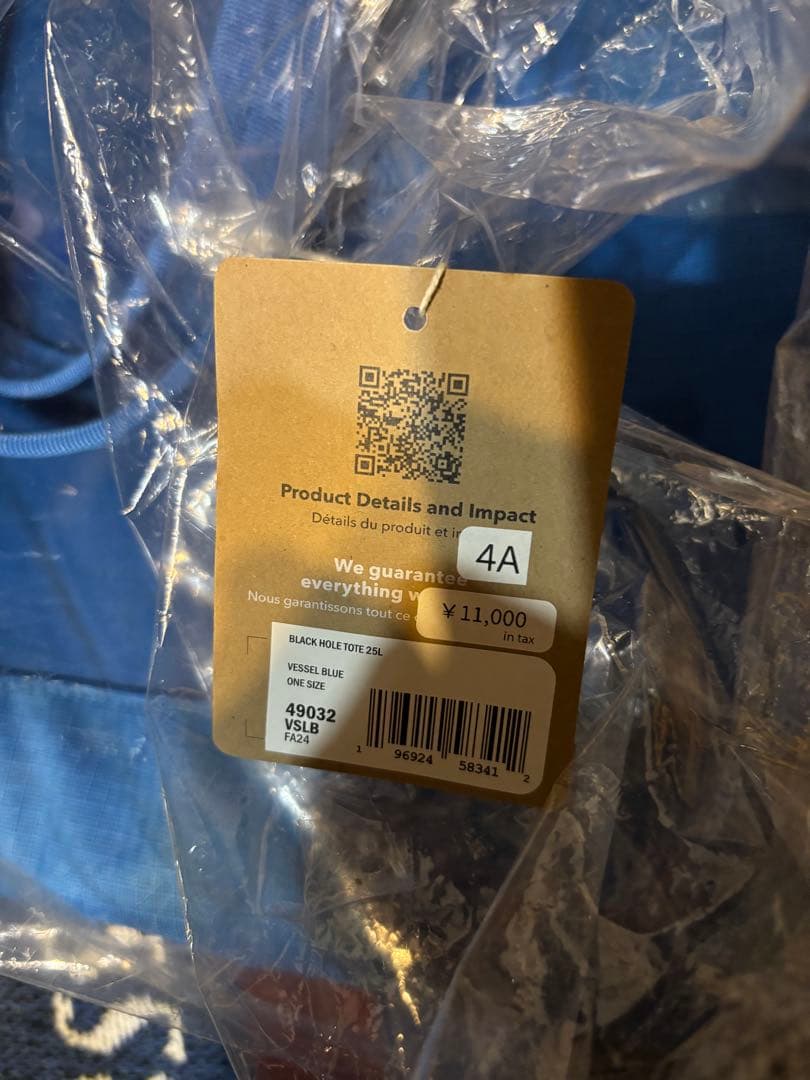 Product Details and Impact
Détails du produit et
4A
We guarantee
everything
Nous garantissons tout ce
¥11,000
in tax
BLACK HOLE TOTE 25L
VESSEL BLUE
ONE SIZE
49032
VSLB
FA24
1 96924 58341 2